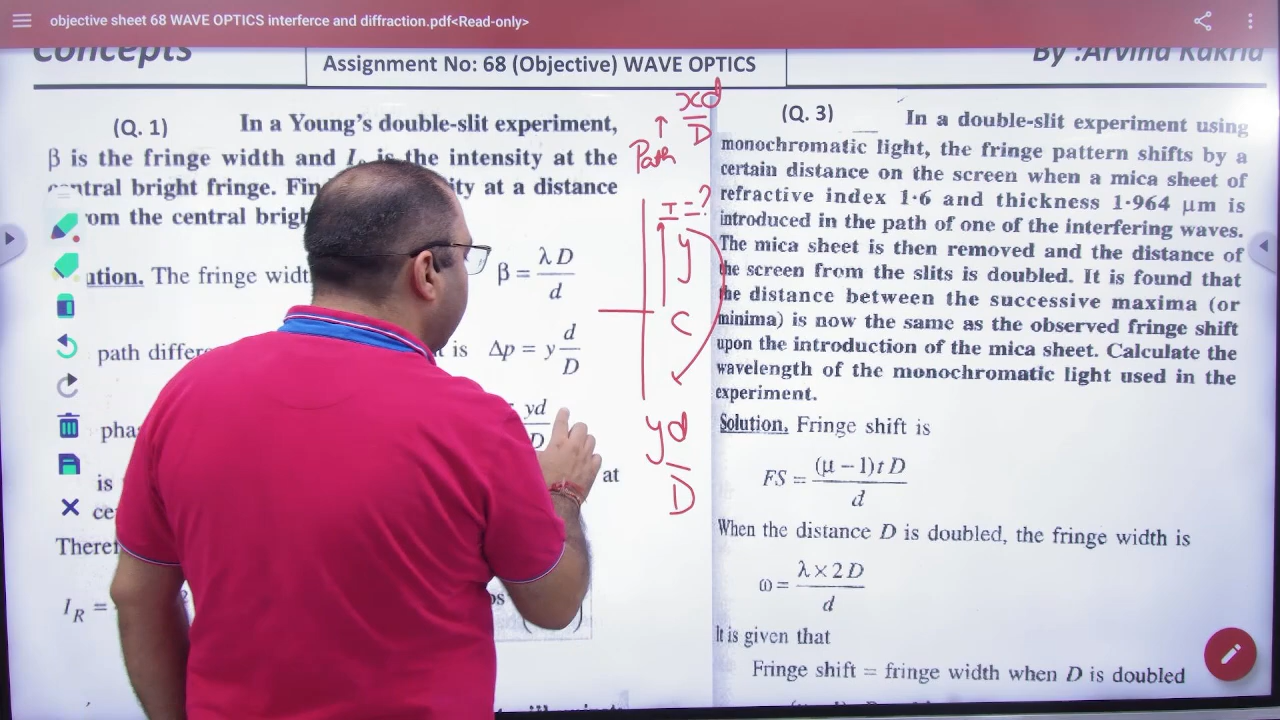 objective sheet 68 WAVE OPTICS interferce and diffraction.pdf<Read-only>
Concepts
Assignment No: 68 (Objective) WAVE OPTICS
By :Arvind Kakria
(Q. 1) In a Young's double-slit experiment,
β is the fringe width and I is the intensity at the
central bright fringe. Fin ity at a distance
rom the central brigh
ution. The fringe widt β = λ D / d
path differe t is Δp = y d / D
pha yd / D
is at
ce
Theref
I_R =
os
xd / D
↑
Path
I = ?
y
C
yd / D
(Q. 3) In a double-slit experiment using
monochromatic light, the fringe pattern shifts by a
certain distance on the screen when a mica sheet of
refractive index 1·6 and thickness 1·964 μm is
introduced in the path of one of the interfering waves.
The mica sheet is then removed and the distance of
the screen from the slits is doubled. It is found that
the distance between the successive maxima (or
minima) is now the same as the observed fringe shift
upon the introduction of the mica sheet. Calculate the
wavelength of the monochromatic light used in the
experiment.
Solution. Fringe shift is
FS = (μ – 1) t D / d
When the distance D is doubled, the fringe width is
ω = λ × 2 D / d
It is given that
Fringe shift = fringe width when D is doubled